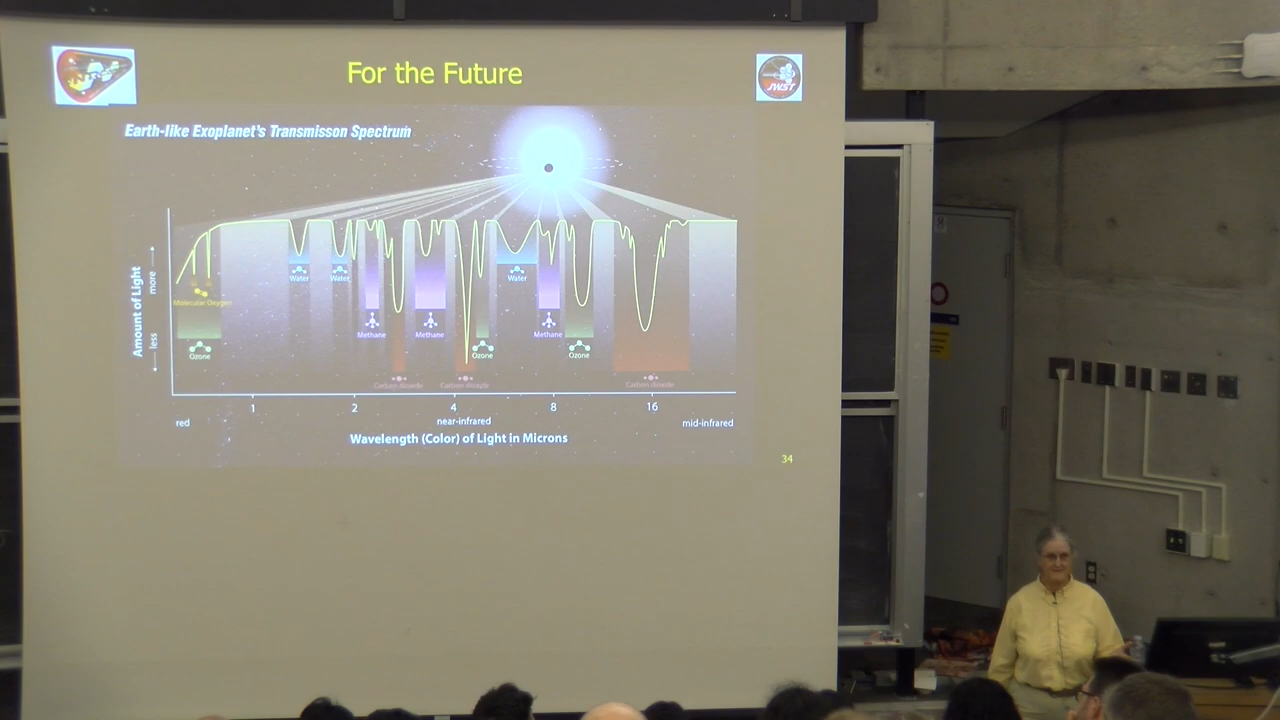 For the Future
JWST
Earth-like Exoplanet's Transmisson Spectrum
Amount of Light
more
less
Molecular Oxygen
Ozone
Water
Water
Methane
Carbon dioxide
Methane
Carbon dioxide
Ozone
Water
Methane
Ozone
Carbon dioxide
1
2
4
8
16
red
near-infrared
mid-infrared
Wavelength (Color) of Light in Microns
34